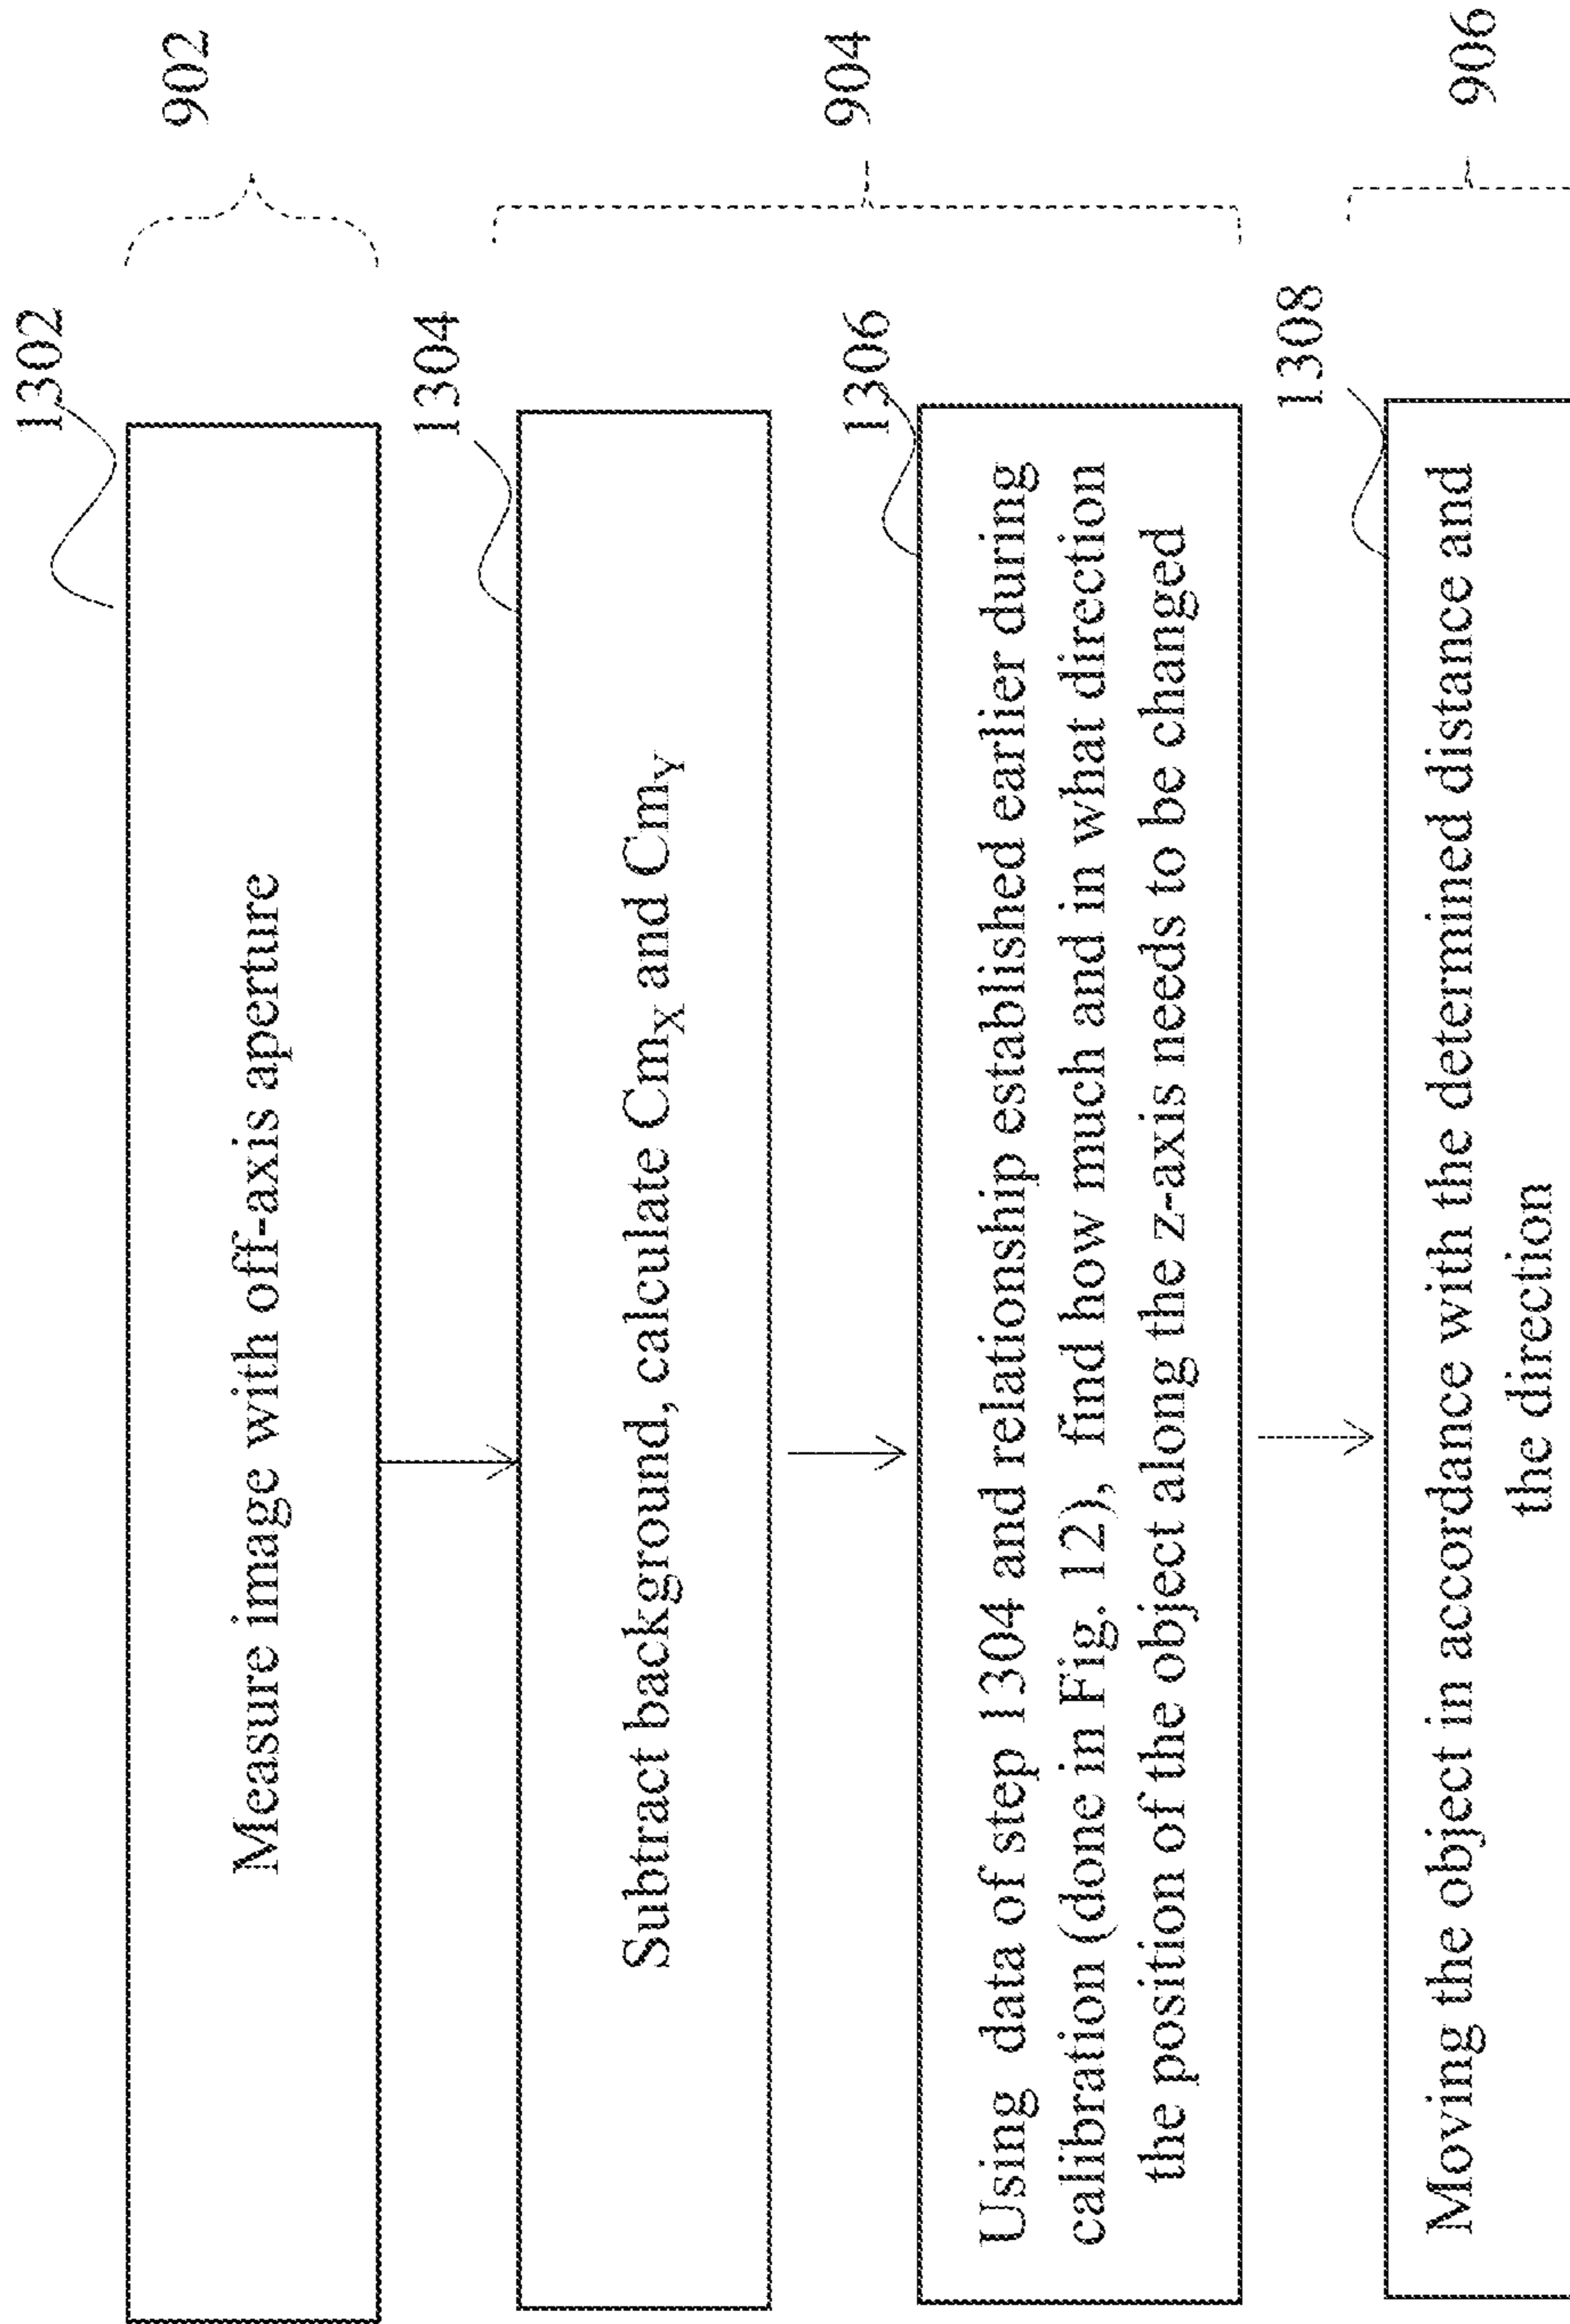 1302
902
Measure image with off-axis aperture
1304
904
Subtract background, calculate CmX and CmY
1306
Using data of step 1304 and relationship established earlier during
calibration (done in Fig. 12), find how much and in what direction
the position of the object along the z-axis needs to be changed
1308
906
Moving the object in accordance with the determined distance and
the direction